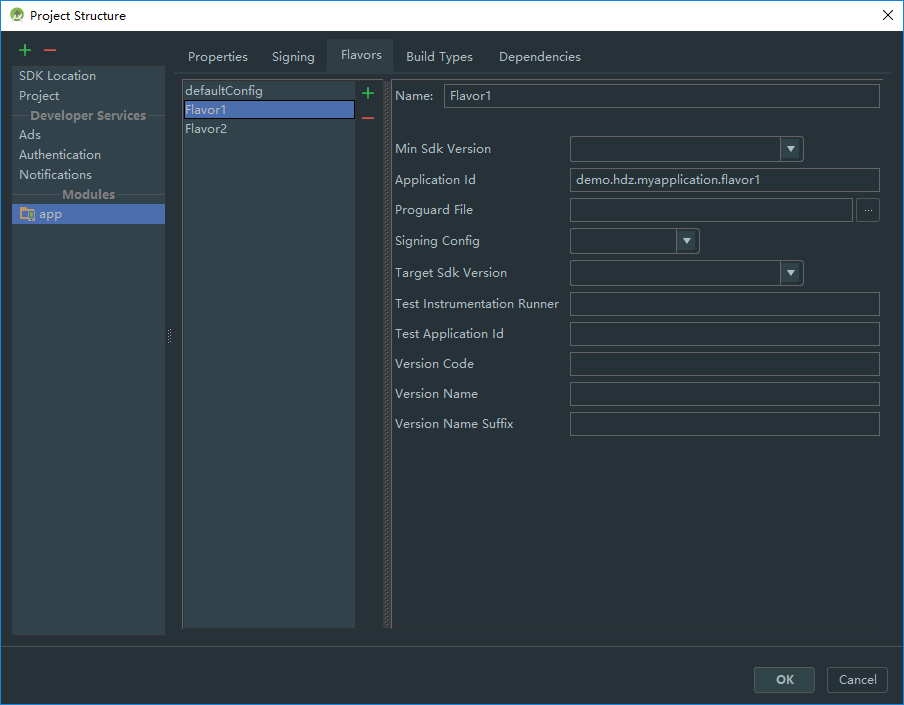 Project Structure
SDK Location
Project
Developer Services
Ads
Authentication
Notifications
Modules
app
Properties
Signing
Flavors
Build Types
Dependencies
defaultConfig
Flavor1
Flavor2
Name: Flavor1
Min Sdk Version
Application Id demo.hdz.myapplication.flavor1
Proguard File ...
Signing Config
Target Sdk Version
Test Instrumentation Runner
Test Application Id
Version Code
Version Name
Version Name Suffix
OK
Cancel